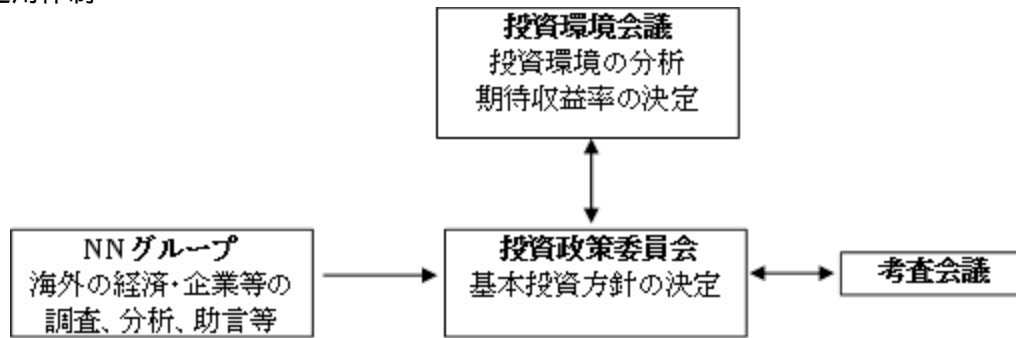 投資環境会議
投資環境の分析
期待収益率の決定
NNグループ
海外の経済・企業等の
調査、分析、助言等
投資政策委員会
基本投資方針の決定
考査会議